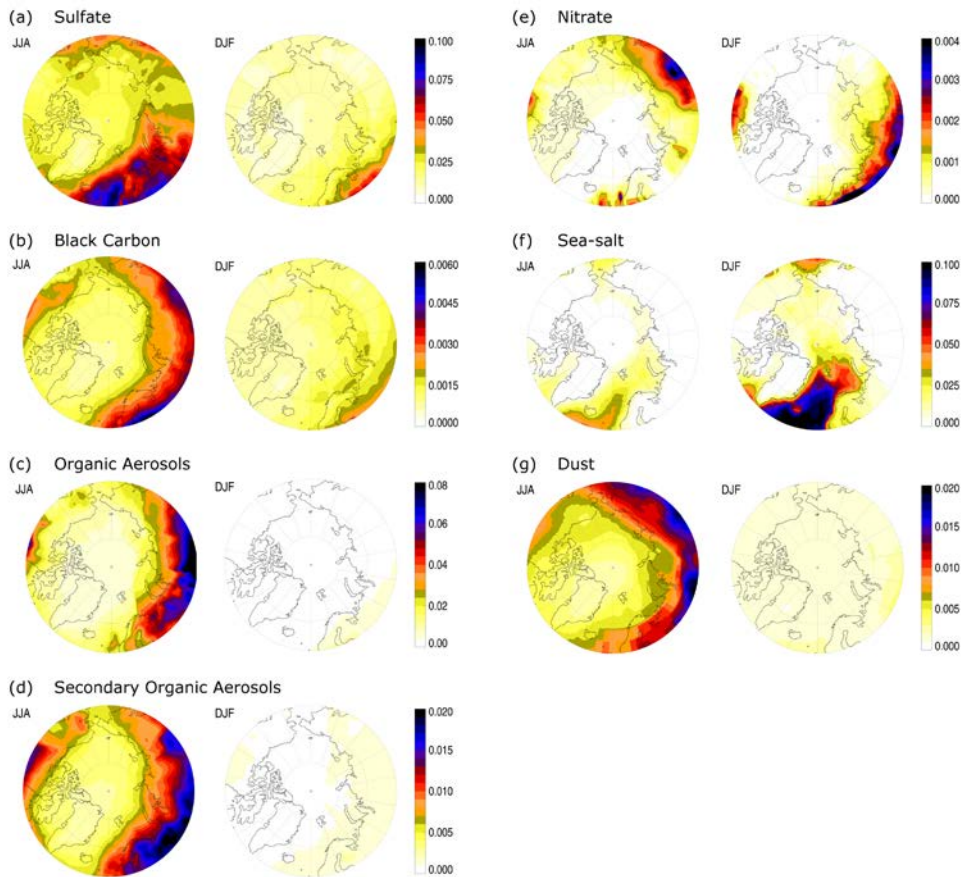 (a) Sulfate
JJA
DJF
0.100
0.075
0.050
0.025
0.000
(b) Black Carbon
JJA
DJF
0.0060
0.0045
0.0030
0.0015
0.0000
(c) Organic Aerosols
JJA
DJF
0.08
0.06
0.04
0.02
0.00
(d) Secondary Organic Aerosols
JJA
DJF
0.020
0.015
0.010
0.005
0.000
(e) Nitrate
JJA
DJF
0.004
0.003
0.002
0.001
0.000
(f) Sea-salt
JJA
DJF
0.100
0.075
0.050
0.025
0.000
(g) Dust
JJA
DJF
0.020
0.015
0.010
0.005
0.000